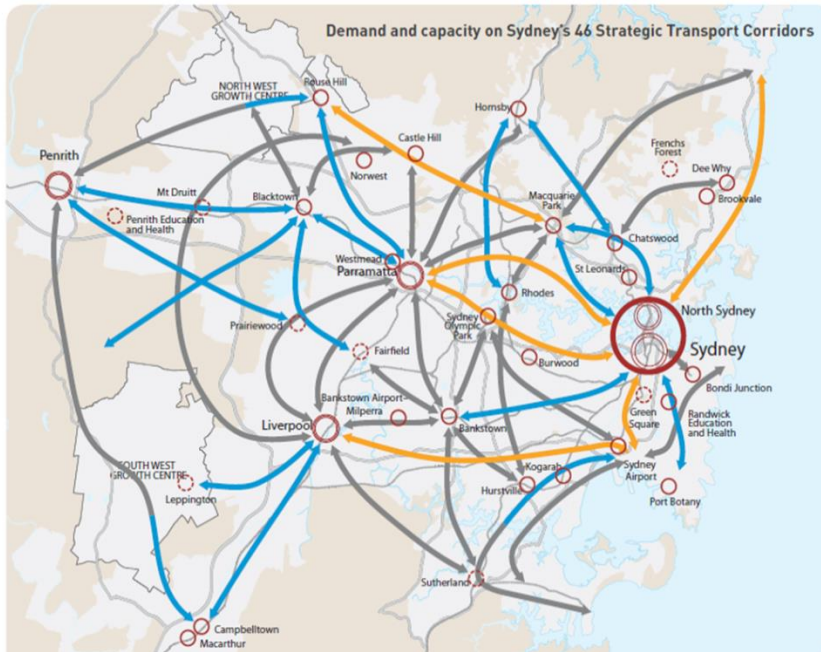 Demand and capacity on Sydney's 46 Strategic Transport Corridors
Rouse Hill
NORTH WEST
GROWTH CENTRE
Hornsby
Castle Hill
Frenchs
Forest
Penrith
Norwest
Dee Why
Mt Druitt
Blacktown
Macquarie
Park
Brookvale
Penrith Education
and Health
Chatswood
Westmead
Parramatta
St Leonards
Rhodes
North Sydney
Prairiewood
Sydney
Olympic
Park
Sydney
Fairfield
Burwood
Bondi Junction
Bankstown Airport–
Milperra
Green
Square
Randwick
Education
and Health
Liverpool
Bankstown
SOUTH WEST
GROWTH CENTRE
Kogarah
Sydney
Airport
Leppington
Hurstville
Port Botany
Sutherland
Campbelltown
Macarthur